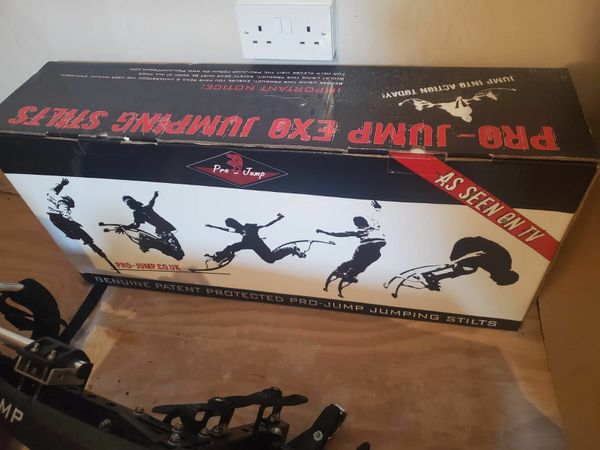 PRO-JUMP EXO JUMPING STILTS
JUMP INTO ACTION TODAY!
IMPORTANT NOTICE:
Pro - Jump
AS SEEN ON TV
PRO-JUMP.CO.UK
GENUINE PATENT PROTECTED PRO-JUMP JUMPING STILTS
MP